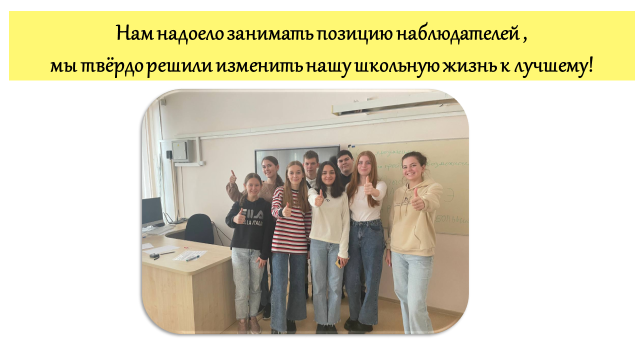 Нам надоело занимать позицию наблюдателей ,
мы твёрдо решили изменить нашу школьную жизнь к лучшему!